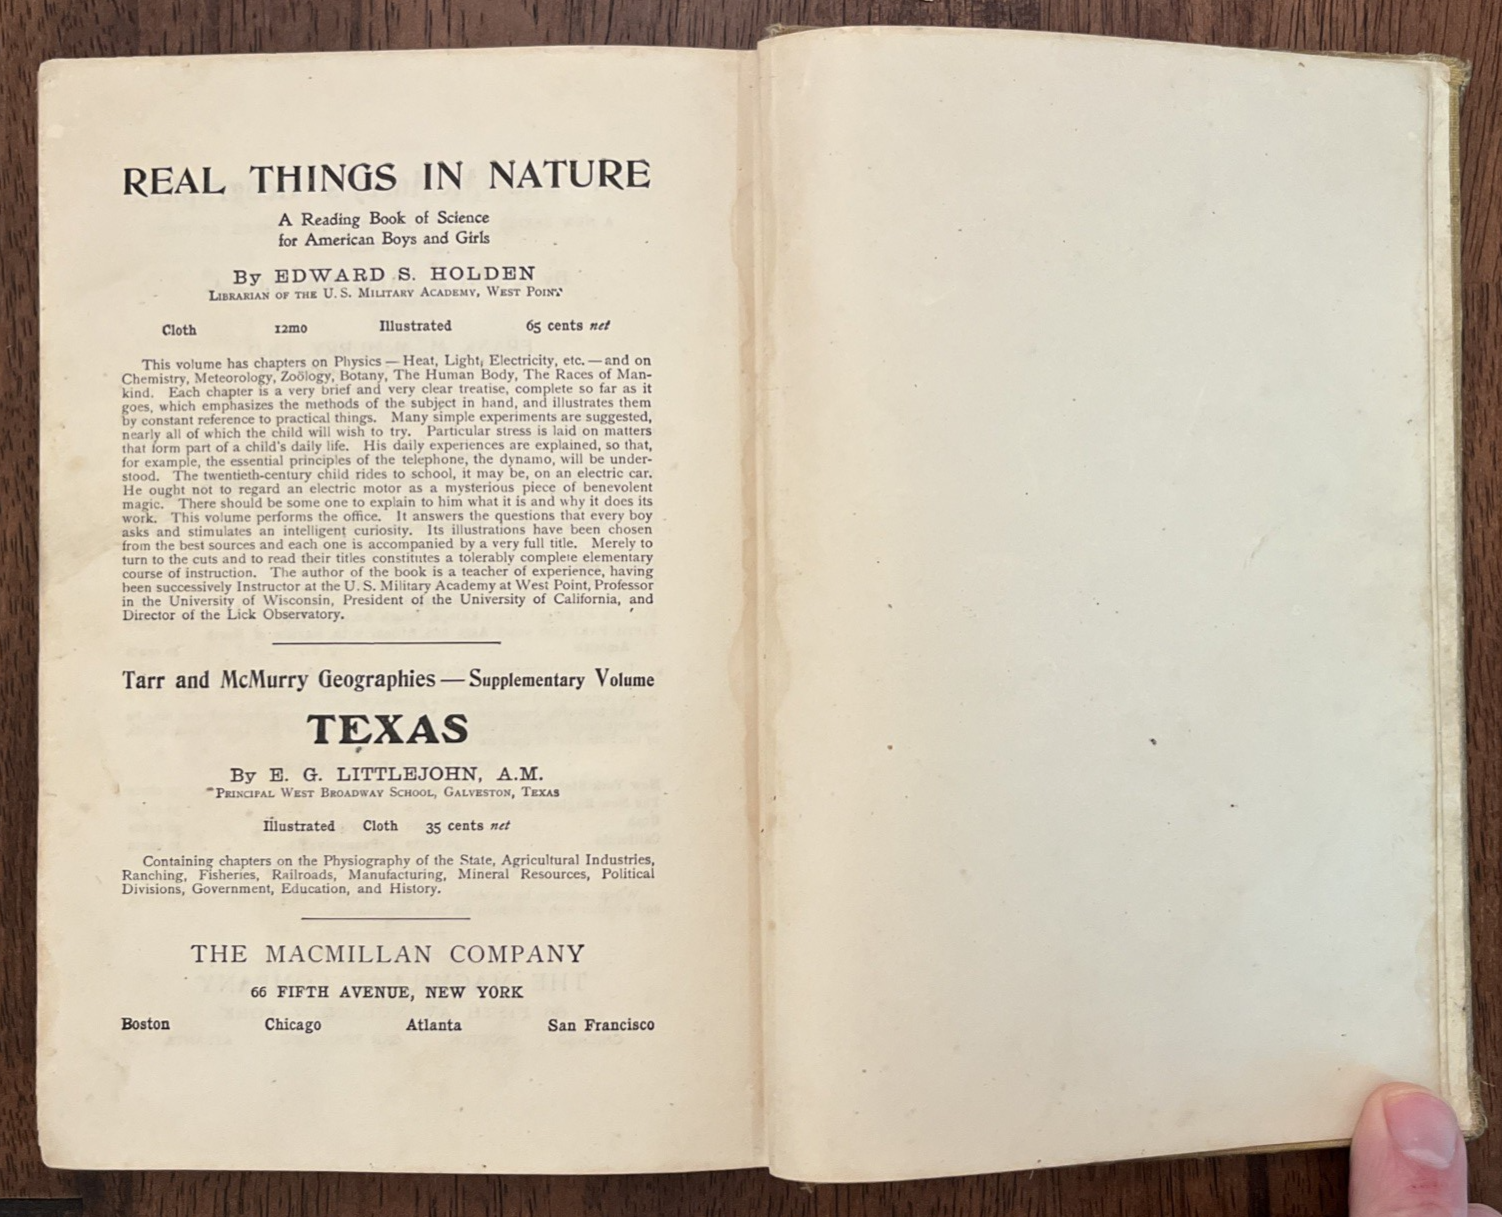 REAL THINGS IN NATURE
A Reading Book of Science
for American Boys and Girls
By EDWARD S. HOLDEN
LIBRARIAN OF THE U. S. MILITARY ACADEMY, WEST POINT
Cloth 12mo Illustrated 65 cents net
This volume has chapters on Physics — Heat, Light, Electricity, etc. — and on
Chemistry, Meteorology, Zoölogy, Botany, The Human Body, The Races of Man-
kind. Each chapter is a very brief and very clear treatise, complete so far as it
goes, which emphasizes the methods of the subject in hand, and illustrates them
by constant reference to practical things. Many simple experiments are suggested,
nearly all of which the child will wish to try. Particular stress is laid on matters
that form part of a child's daily life. His daily experiences are explained, so that,
for example, the essential principles of the telephone, the dynamo, will be under-
stood. The twentieth-century child rides to school, it may be, on an electric car.
He ought not to regard an electric motor as a mysterious piece of benevolent
magic. There should be some one to explain to him what it is and why it does its
work. This volume performs the office. It answers the questions that every boy
asks and stimulates an intelligent curiosity. Its illustrations have been chosen
from the best sources and each one is accompanied by a very full title. Merely to
turn to the cuts and to read their titles constitutes a tolerably complete elementary
course of instruction. The author of the book is a teacher of experience, having
been successively Instructor at the U. S. Military Academy at West Point, Professor
in the University of Wisconsin, President of the University of California, and
Director of the Lick Observatory.
Tarr and McMurry Geographies — Supplementary Volume
TEXAS
By E. G. LITTLEJOHN, A.M.
PRINCIPAL WEST BROADWAY SCHOOL, GALVESTON, TEXAS
Illustrated Cloth 35 cents net
Containing chapters on the Physiography of the State, Agricultural Industries,
Ranching, Fisheries, Railroads, Manufacturing, Mineral Resources, Political
Divisions, Government, Education, and History.
THE MACMILLAN COMPANY
66 FIFTH AVENUE, NEW YORK
Boston Chicago Atlanta San Francisco